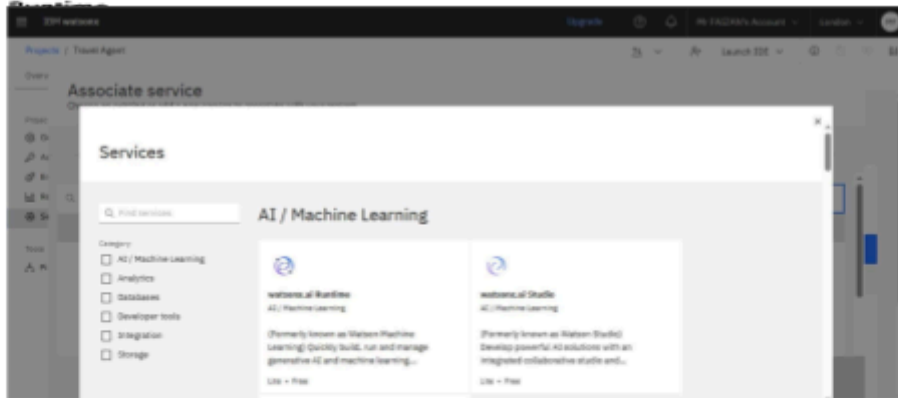 IBM watsonx
Upgrade
London
Projects / Travel Agent
Launch IDE
Associate service
Services
Find services
AI / Machine Learning
Category
AI / Machine Learning
Analytics
Databases
Developer tools
Integration
Storage
watsonx.ai Runtime
AI / Machine Learning
(Formerly known as Watson Machine
Learning) Quickly build, run and manage
generative AI and machine learning...
Lite • Free
watsonx.ai Studio
AI / Machine Learning
(Formerly known as Watson Studio)
Develop powerful AI solutions with an
integrated collaborative studio and...
Lite • Free